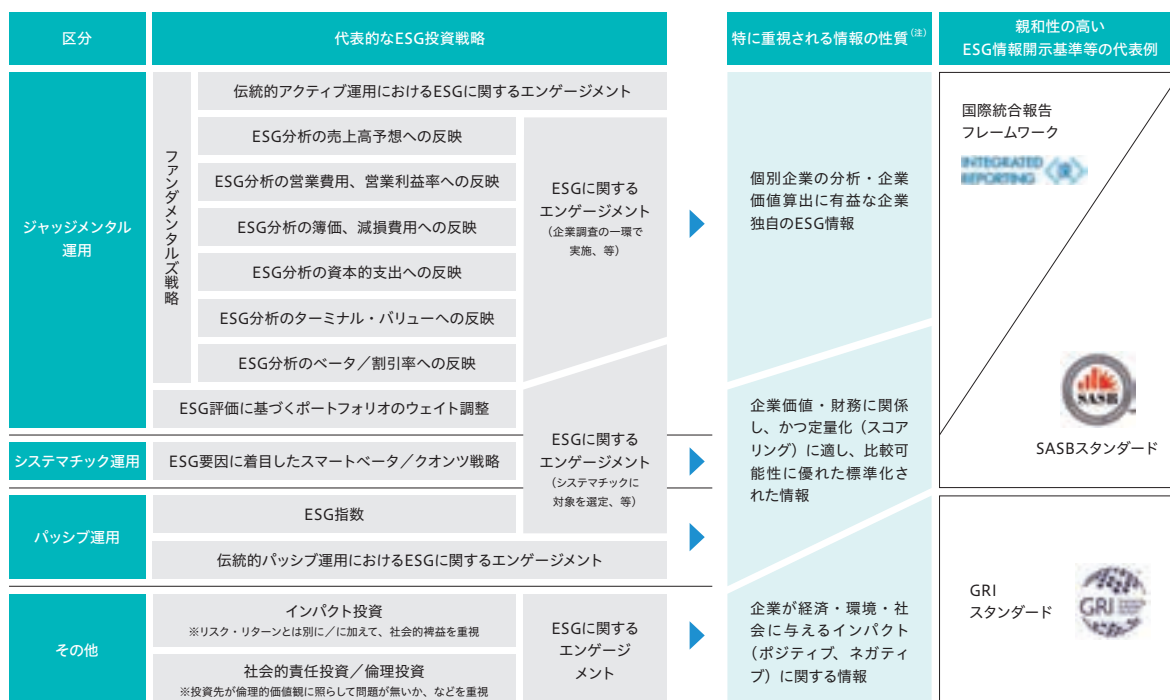 区分
代表的なESG投資戦略
特に重視される情報の性質(注)
親和性の高い
ESG情報開示基準等の代表例
ジャッジメンタル
運用
ファンダメンタルズ戦略
伝統的アクティブ運用におけるESGに関するエンゲージメント
ESG分析の売上高予想への反映
ESG分析の営業費用、営業利益率への反映
ESG分析の簿価、減損費用への反映
ESG分析の資本的支出への反映
ESG分析のターミナル・バリューへの反映
ESG分析のベータ／割引率への反映
ESG評価に基づくポートフォリオのウェイト調整
ESGに関する
エンゲージメント
（企業調査の一環で
実施、等）
個別企業の分析・企業
価値算出に有益な企業
独自のESG情報
国際統合報告
フレームワーク
INTEGRATED
REPORTING
<IR>
SASB
SASBスタンダード
システマチック運用
ESG要因に着目したスマートベータ／クオンツ戦略
ESGに関する
エンゲージメント
（システマチックに
対象を選定、等）
企業価値・財務に関係
し、かつ定量化（スコア
リング）に適し、比較可
能性に優れた標準化さ
れた情報
パッシブ運用
ESG指数
伝統的パッシブ運用におけるESGに関するエンゲージメント
その他
インパクト投資
※リスク・リターンとは別に／に加えて、社会的裨益を重視
社会的責任投資／倫理投資
※投資先が倫理的価値観に照らして問題が無いか、などを重視
ESGに関する
エンゲージ
メント
企業が経済・環境・社
会に与えるインパクト
（ポジティブ、ネガティ
ブ）に関する情報
GRI
スタンダード
GRI